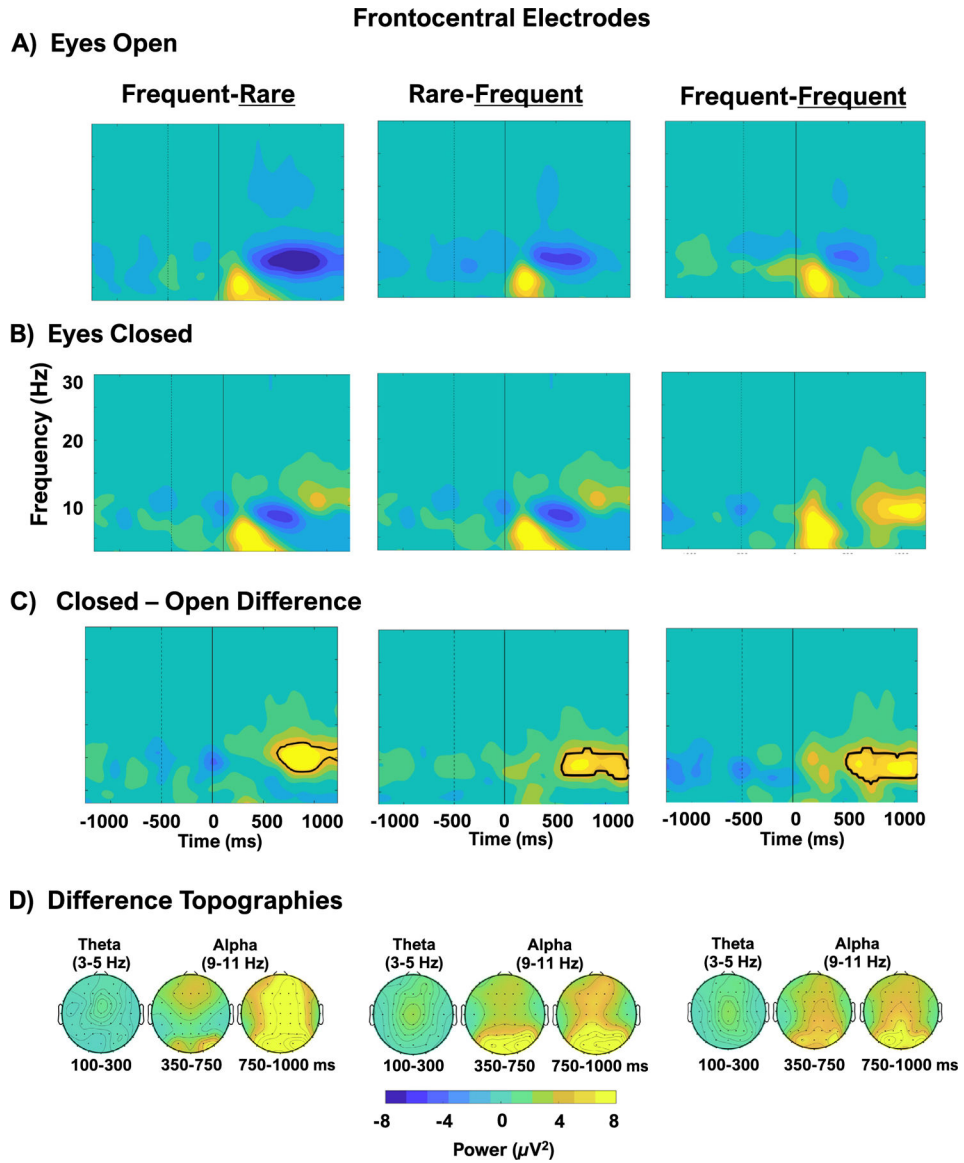 Frontocentral Electrodes
A) Eyes Open
Frequent-Rare
Rare-Frequent
Frequent-Frequent
B) Eyes Closed
Frequency (Hz)
30
20
10
C) Closed – Open Difference
-1000 -500 0 500 1000
Time (ms)
-1000 -500 0 500 1000
Time (ms)
-1000 -500 0 500 1000
Time (ms)
D) Difference Topographies
Theta
(3-5 Hz)
Alpha
(9-11 Hz)
100-300 350-750 750-1000 ms
Theta
(3-5 Hz)
Alpha
(9-11 Hz)
100-300 350-750 750-1000 ms
Theta
(3-5 Hz)
Alpha
(9-11 Hz)
100-300 350-750 750-1000 ms
-8 -4 0 4 8
Power (µV²)